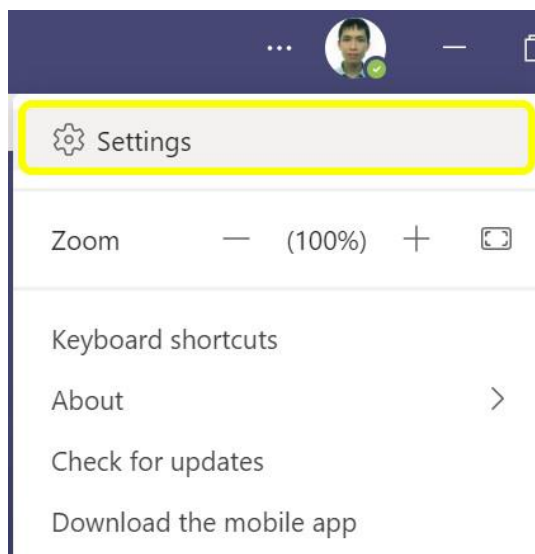 Settings
Zoom (100%)
Keyboard shortcuts
About
Check for updates
Download the mobile app